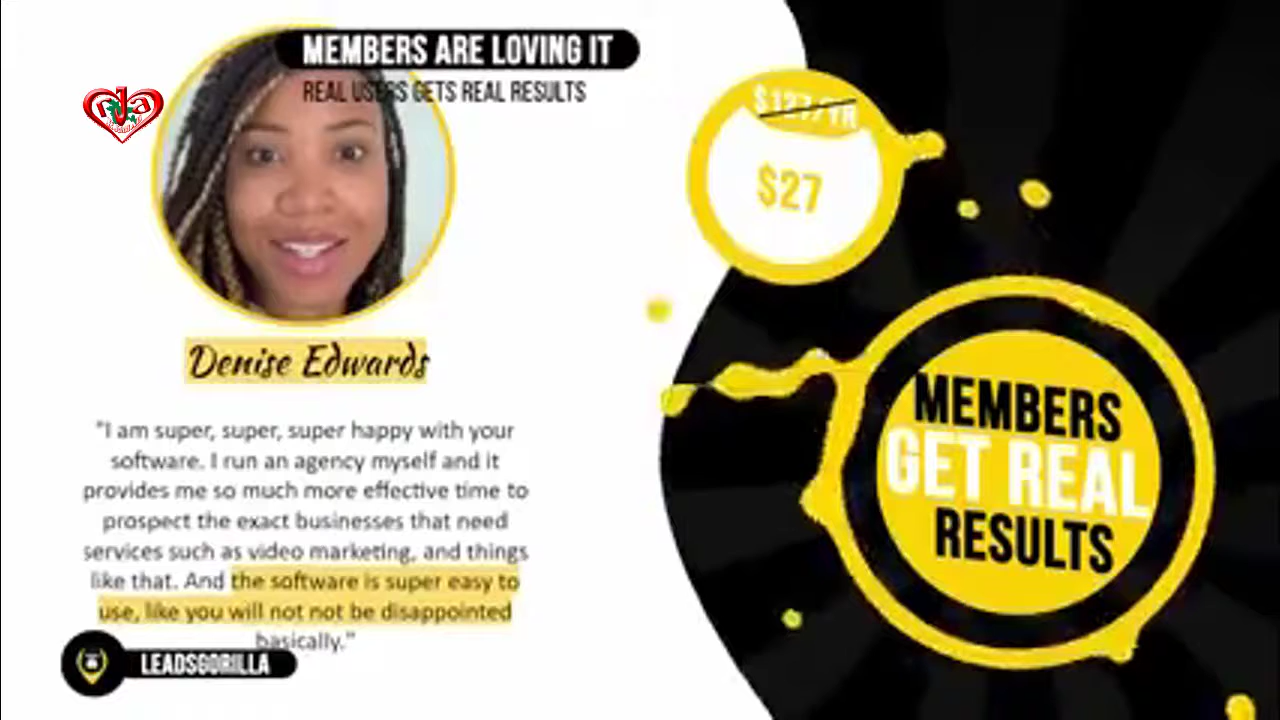 MEMBERS ARE LOVING IT
REAL USERS GETS REAL RESULTS
$127/YR
$27
Denise Edwards
"I am super, super, super happy with your
software. I run an agency myself and it
provides me so much more effective time to
prospect the exact businesses that need
services such as video marketing, and things
like that. And the software is super easy to
use, like you will not not be disappointed
basically."
LEADSGORILLA
MEMBERS
GET REAL
RESULTS